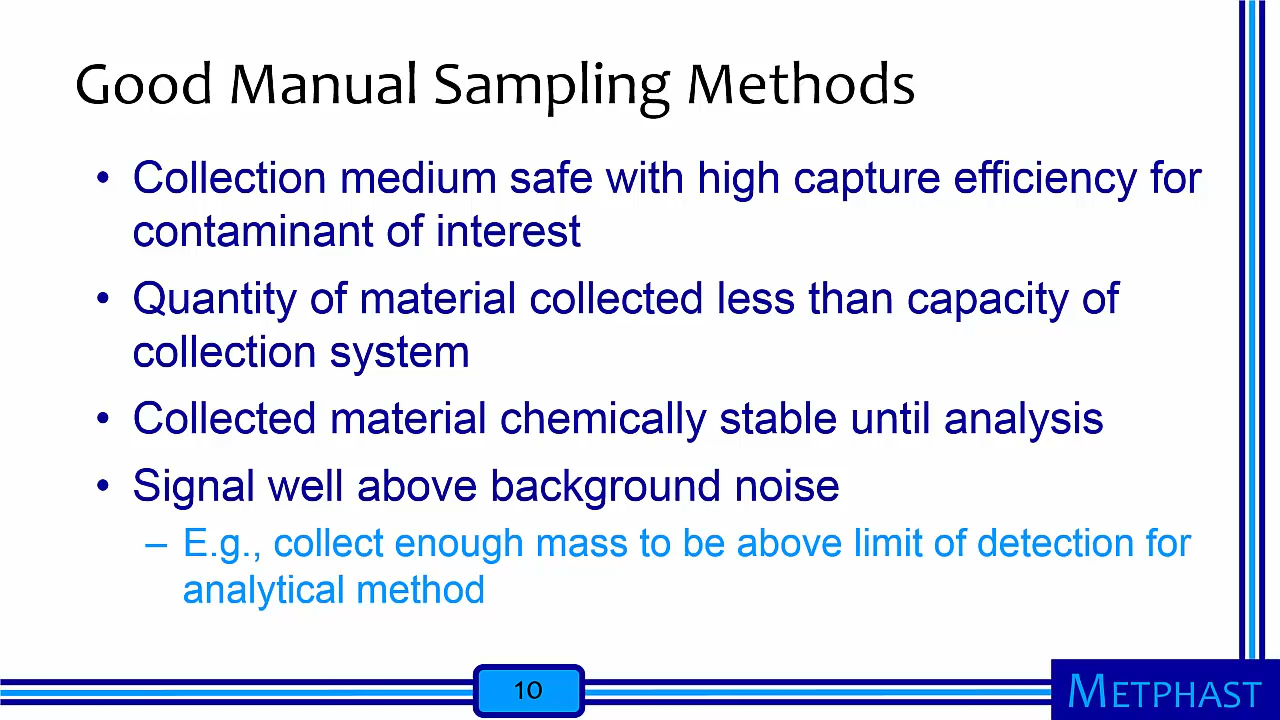 Good Manual Sampling Methods
• Collection medium safe with high capture efficiency for
contaminant of interest
• Quantity of material collected less than capacity of
collection system
• Collected material chemically stable until analysis
• Signal well above background noise
– E.g., collect enough mass to be above limit of detection for
analytical method
10
METPHAST